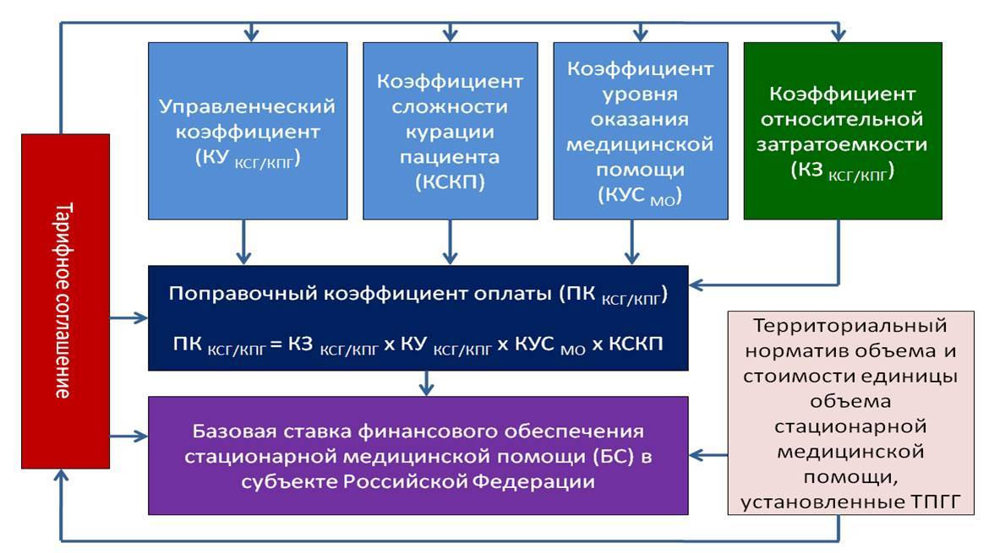 Управленческий
коэффициент
(КУ КСГ/КПГ)
Коэффициент
сложности
курации
пациента
(КСКП)
Коэффициент
уровня
оказания
медицинской
помощи
(КУС МО)
Коэффициент
относительной
затратоемкости
(КЗ КСГ/КПГ)
Тарифное соглашение
Поправочный коэффициент оплаты (ПК КСГ/КПГ)
ПК КСГ/КПГ = КЗ КСГ/КПГ х КУ КСГ/КПГ х КУС МО х КСКП
Базовая ставка финансового обеспечения
стационарной медицинской помощи (БС) в
субъекте Российской Федерации
Территориальный
норматив объема и
стоимости единицы
объема
стационарной
медицинской
помощи,
установленные ТПГГ